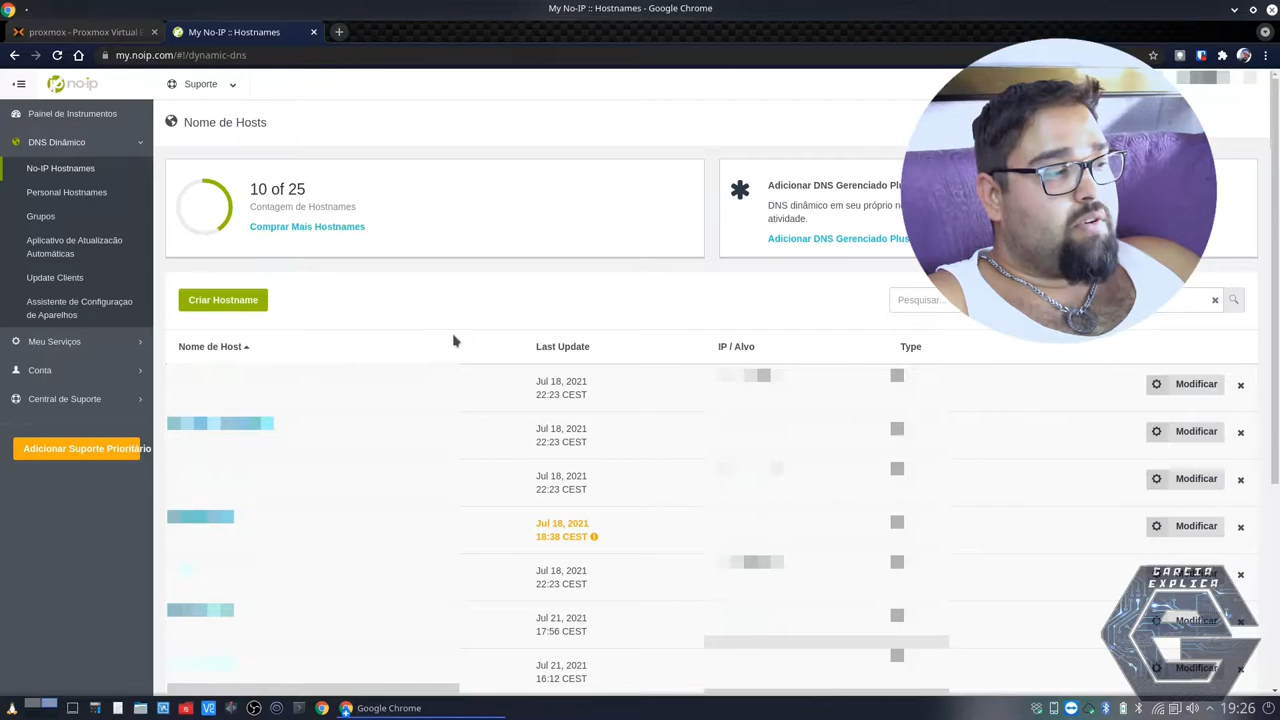 My No-IP :: Hostnames - Google Chrome
proxmox - Proxmox Virtual E
My No-IP :: Hostnames
my.noip.com/#!/dynamic-dns
no-ip
Suporte
Painel de Instrumentos
DNS Dinâmico
No-IP Hostnames
Personal Hostnames
Grupos
Aplicativo de Atualização
Automáticas
Update Clients
Assistente de Configuraçao
de Aparelhos
Meu Serviços
Conta
Central de Suporte
Adicionar Suporte Prioritário
Nome de Hosts
10 of 25
Contagem de Hostnames
Comprar Mais Hostnames
Adicionar DNS Gerenciado Plu
DNS dinâmico em seu próprio
atividade.
Adicionar DNS Gerenciado Plus
Criar Hostname
Pesquisar...
Nome de Host Last Update IP / Alvo Type
Jul 18, 2021
22:23 CEST
Modificar
Jul 18, 2021
22:23 CEST
Modificar
Jul 18, 2021
22:23 CEST
Modificar
Jul 18, 2021
18:38 CEST
Modificar
Jul 18, 2021
22:23 CEST
Jul 21, 2021
17:56 CEST
Modificar
Jul 21, 2021
16:12 CEST
Modificar
GARCIA
EXPLICA
Google Chrome
19:26